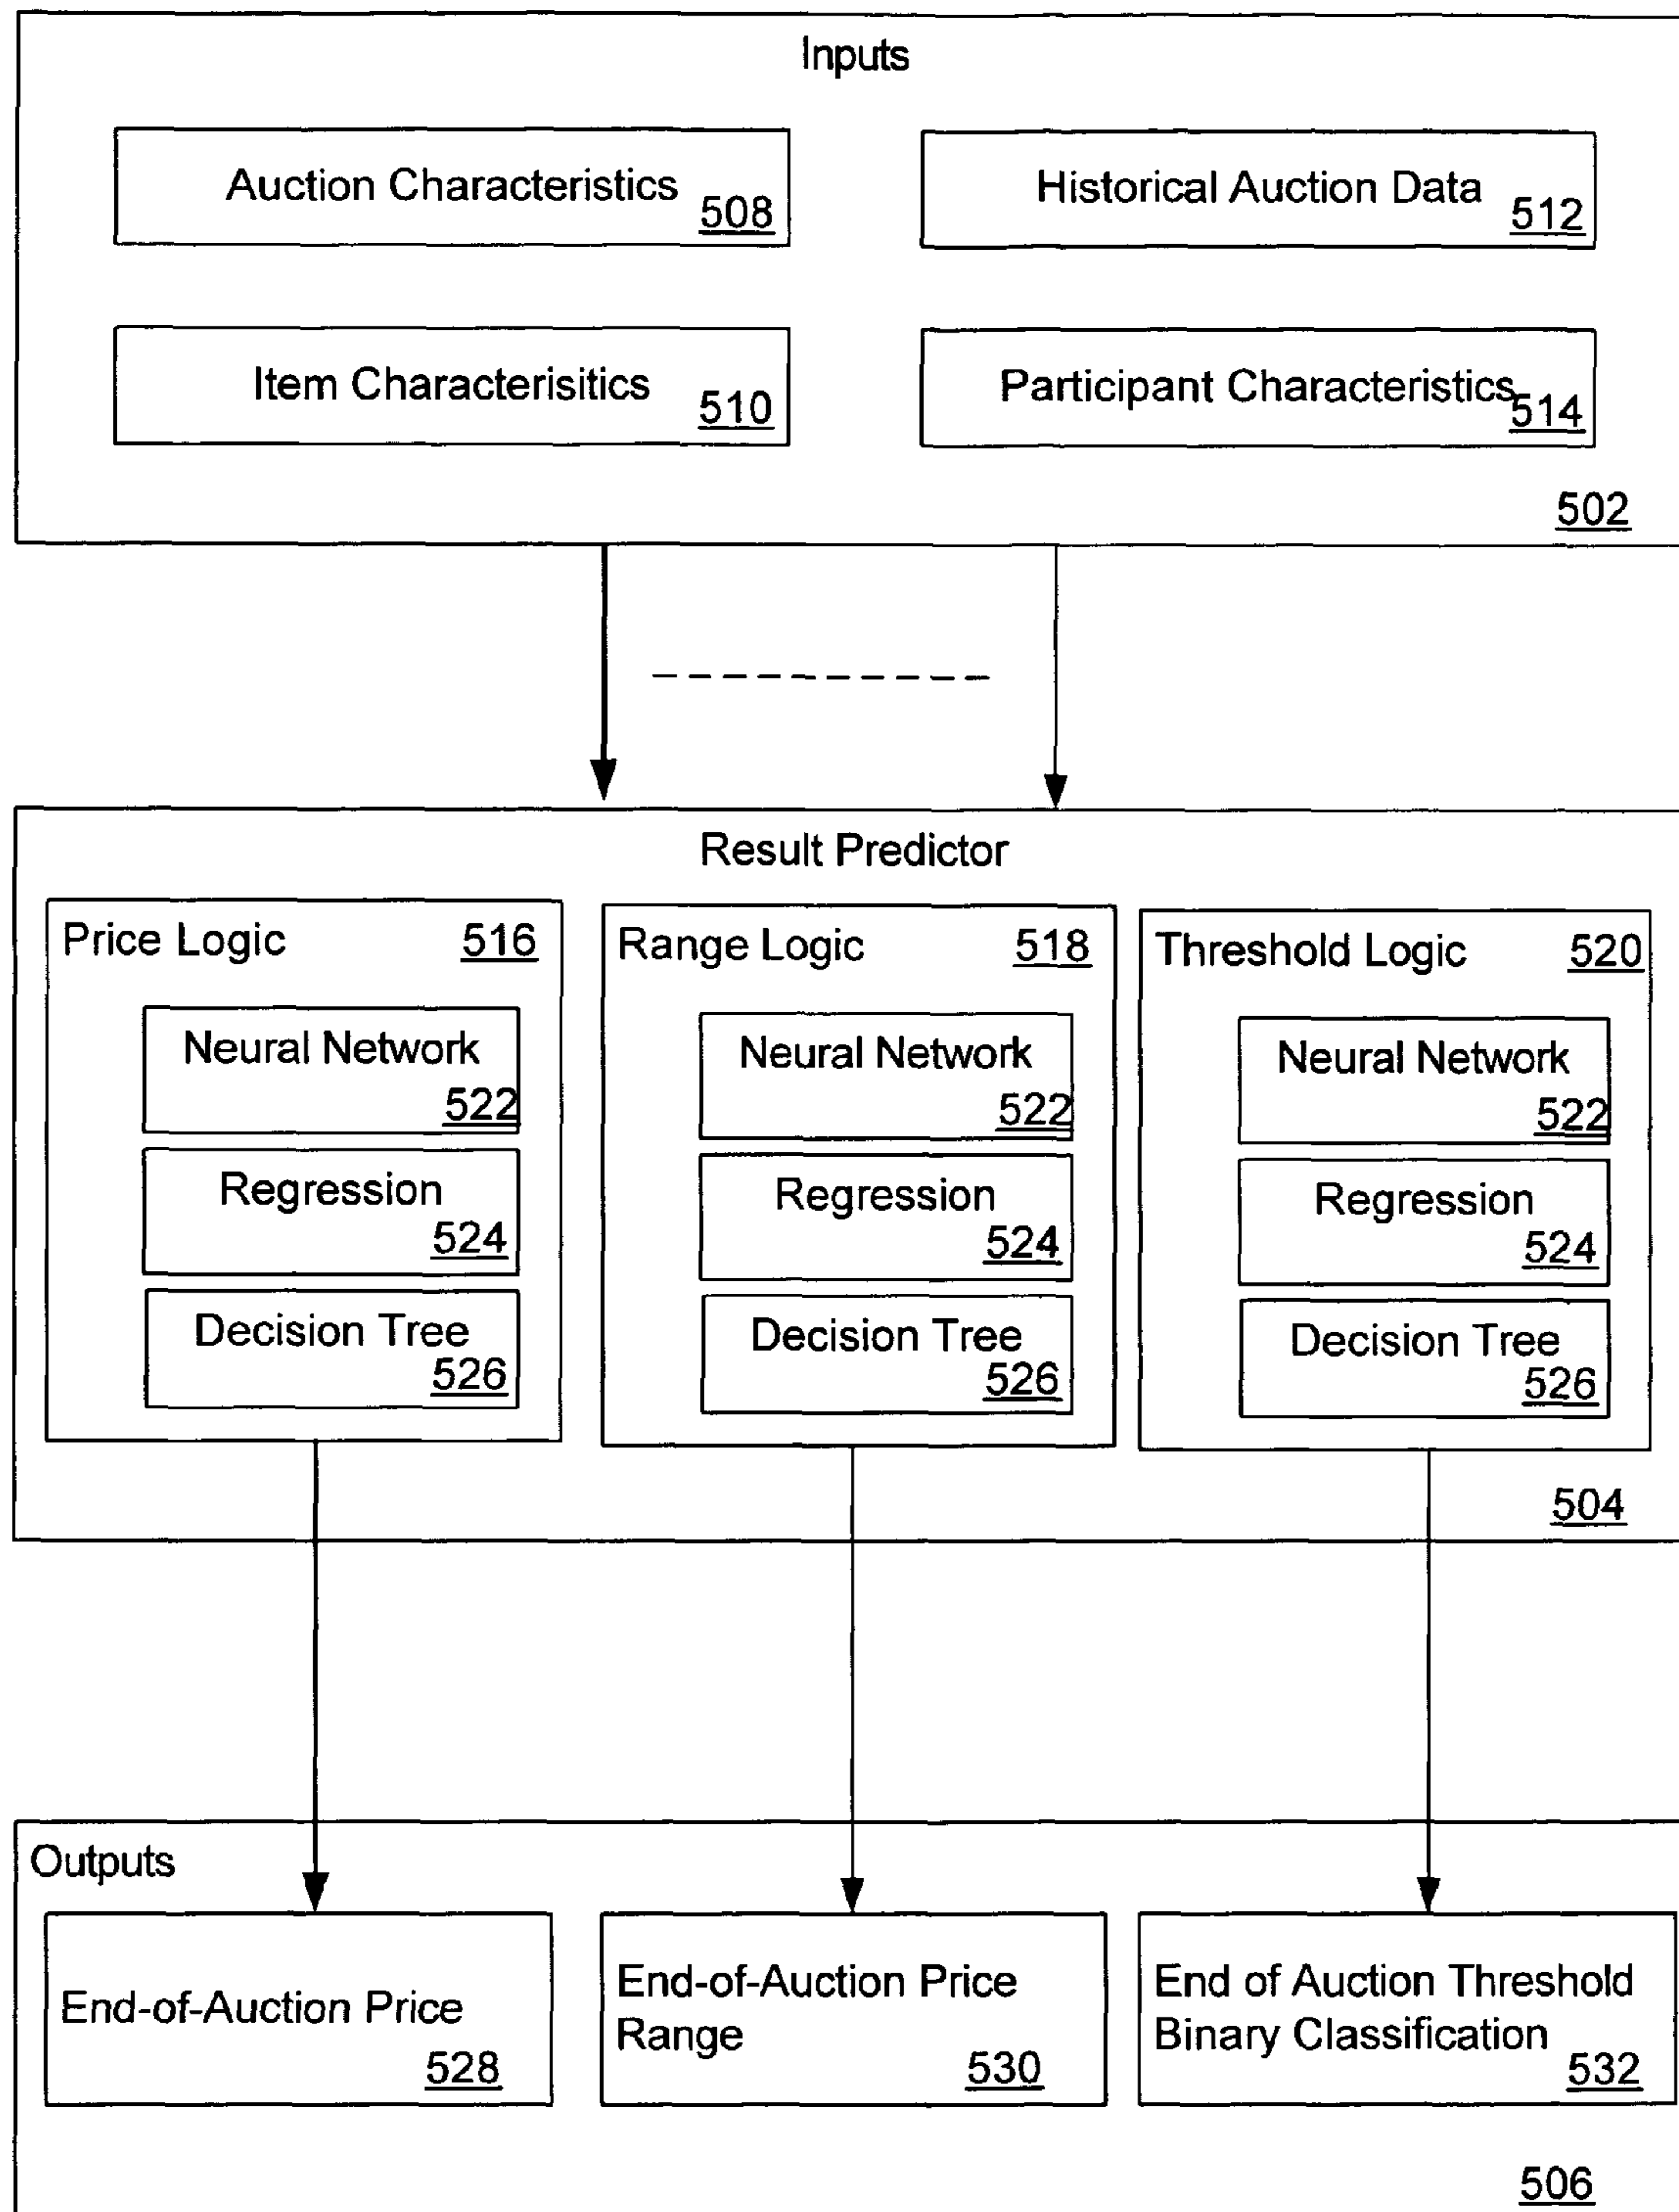 Inputs
Auction Characteristics
508
Historical Auction Data
512
Item Characterisitics
510
Participant Characteristics
514
502
Result Predictor
Price Logic
516
Neural Network
522
Regression
524
Decision Tree
526
Range Logic
518
Neural Network
522
Regression
524
Decision Tree
526
Threshold Logic
520
Neural Network
522
Regression
524
Decision Tree
526
504
Outputs
End-of-Auction Price
528
End-of-Auction Price
Range
530
End of Auction Threshold
Binary Classification
532
506